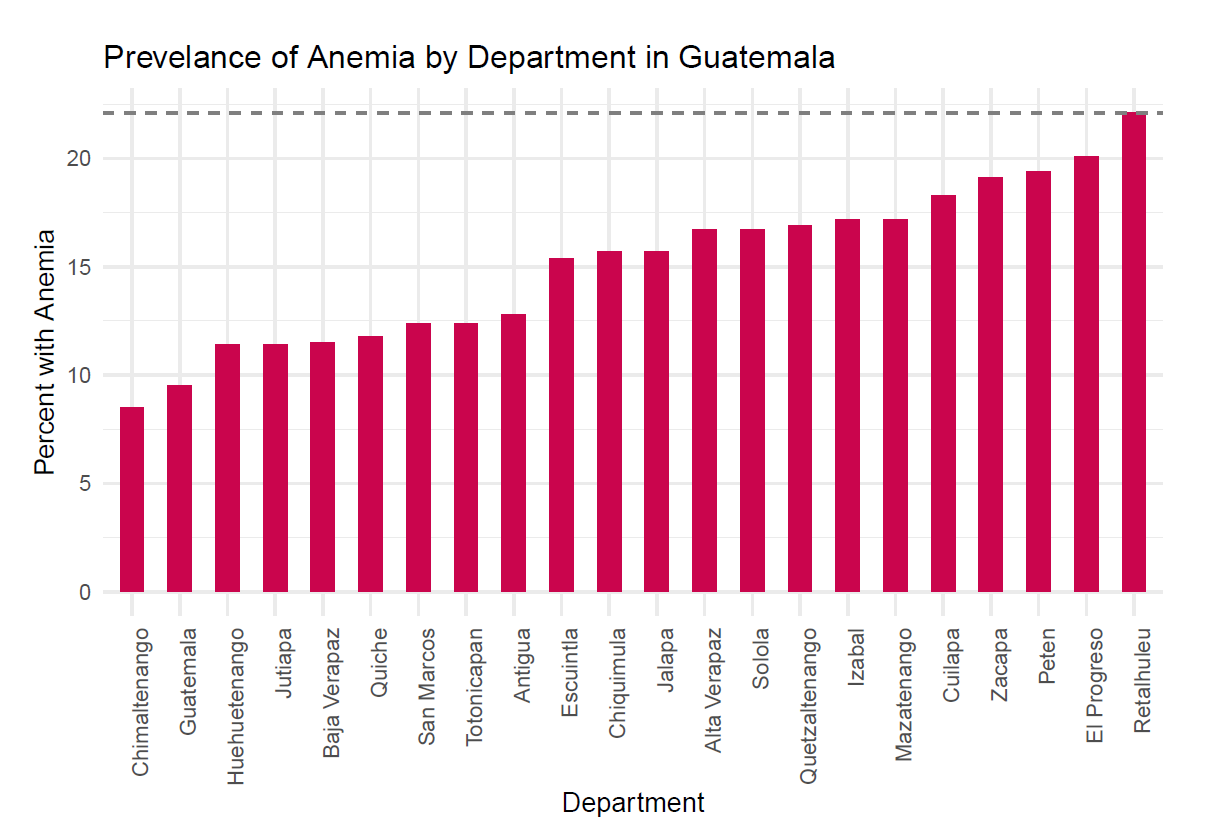 Prevelance of Anemia by Department in Guatemala
Percent with Anemia
20
15
10
5
0
Chimaltenango
Guatemala
Huehuetenango
Jutiapa
Baja Verapaz
Quiche
San Marcos
Totonicapan
Antigua
Escuintla
Chiquimula
Jalapa
Alta Verapaz
Solola
Quetzaltenango
Izabal
Mazatenango
Cuilapa
Zacapa
Peten
El Progreso
Retalhuleu
Department